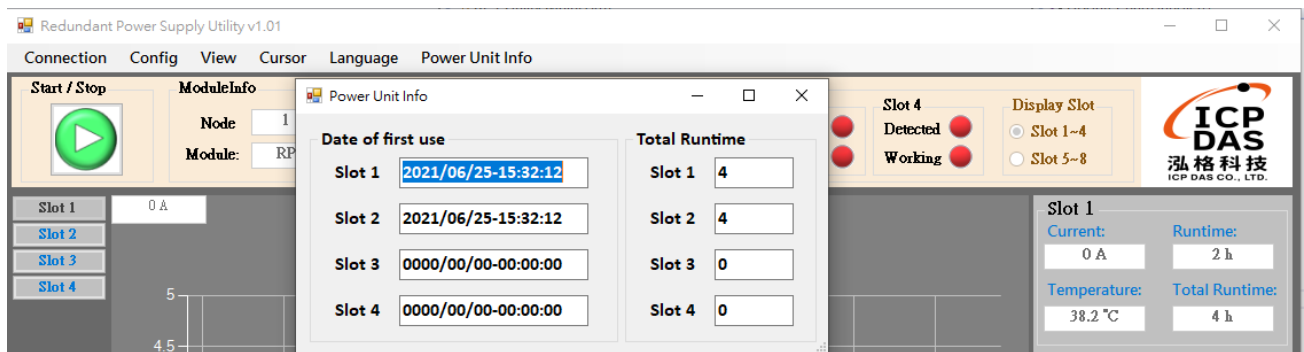 Redundant Power Supply Utility v1.01
Connection Config View Cursor Language Power Unit Info
Start / Stop
ModuleInfo
Node 1
Module: RP
Power Unit Info
Date of first use
Slot 1 2021/06/25-15:32:12
Slot 2 2021/06/25-15:32:12
Slot 3 0000/00/00-00:00:00
Slot 4 0000/00/00-00:00:00
Total Runtime
Slot 1 4
Slot 2 4
Slot 3 0
Slot 4 0
Slot 4
Detected
Working
Display Slot
Slot 1~4
Slot 5~8
ICP
DAS
泓格科技
ICP DAS CO., LTD.
Slot 1 0 A
Slot 2
Slot 3
Slot 4
5
4.5
Slot 1
Current: Runtime:
0 A 2 h
Temperature: Total Runtime:
38.2 °C 4 h